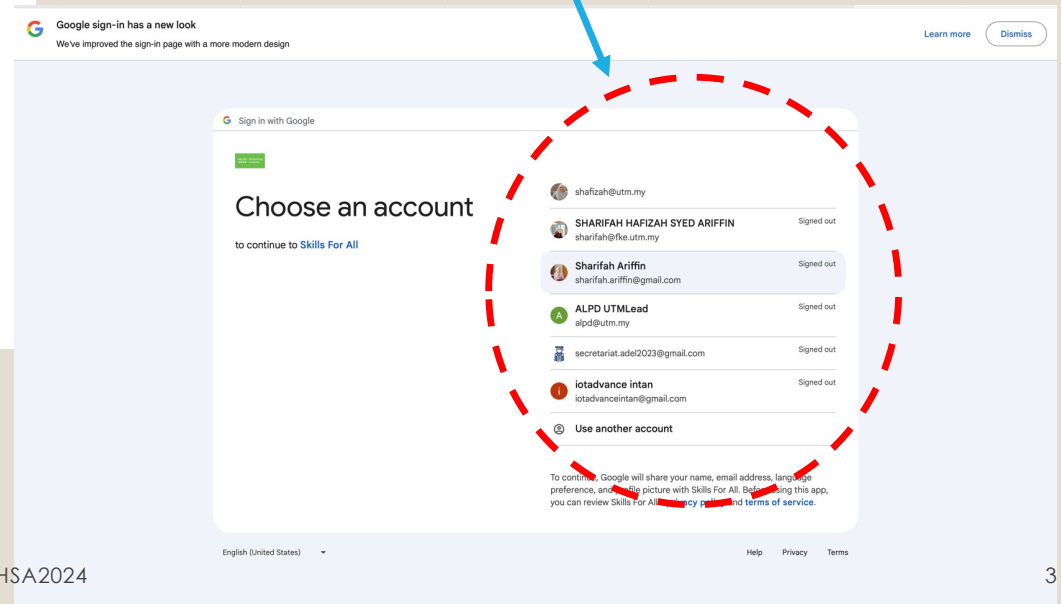 Google sign-in has a new look
We've improved the sign-in page with a more modern design
Learn more
Dismiss
Sign in with Google
Choose an account
to continue to Skills For All
shafizah@utm.my
SHARIFAH HAFIZAH SYED ARIFFIN
Signed out
sharifah@fke.utm.my
Sharifah Ariffin
Signed out
sharifah.ariffin@gmail.com
A
ALPD UTMLead
Signed out
alpd@utm.my
secretariat.adel2023@gmail.com
Signed out
i
iotadvance intan
Signed out
iotadvanceintan@gmail.com
Use another account
To continue, Google will share your name, email address, language
preference, and profile picture with Skills For All. Before using this app,
you can review Skills For All privacy policy and terms of service.
English (United States)
Help
Privacy
Terms
HSA2024
3